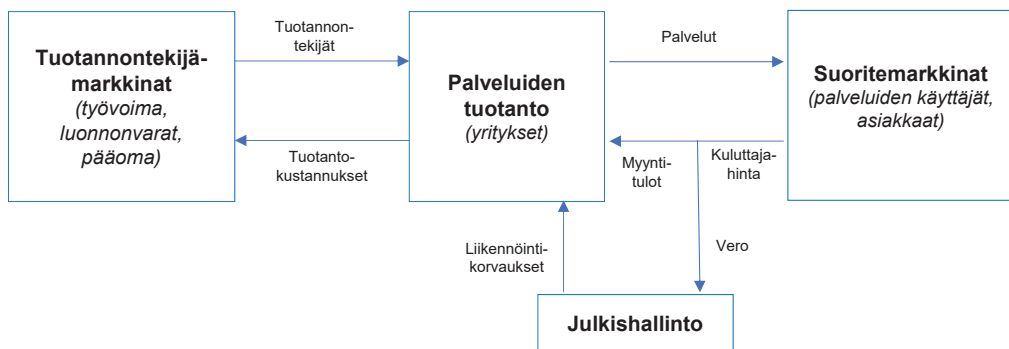 Tuotannontekijä-
markkinat
(työvoima,
luonnonvarat,
pääoma)
Tuotannon-
tekijät
Tuotanto-
kustannukset
Palveluiden
tuotanto
(yritykset)
Palvelut
Myynti-
tulot
Kuluttaja-
hinta
Suoritemarkkinat
(palveluiden käyttäjät,
asiakkaat)
Liikennöinti-
korvaukset
Vero
Julkishallinto